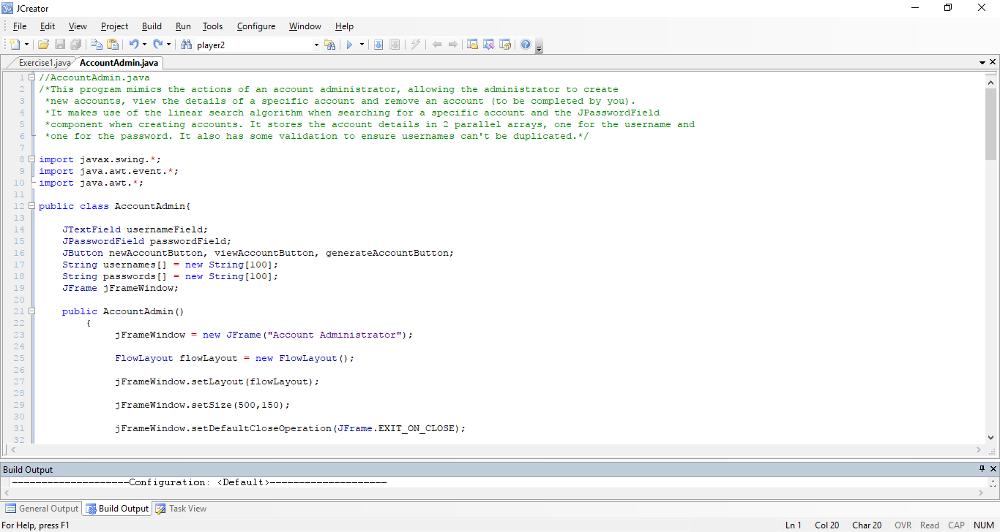 JCreator
File Edit View Project Build Run Tools Configure Window Help
player2
Exercise1.java AccountAdmin.java
1 //AccountAdmin.java
2 /*This program mimics the actions of an account administrator, allowing the administrator to create
3 *new accounts, view the details of a specific account and remove an account (to be completed by you).
4 *It makes use of the linear search algorithm when searching for a specific account and the JPasswordField
5 *component when creating accounts. It stores the account details in 2 parallel arrays, one for the username and
6 *one for the password. It also has some validation to ensure usernames can't be duplicated.*/
7
8 import javax.swing.*;
9 import java.awt.event.*;
10 import java.awt.*;
11
12 public class AccountAdmin{
13
14 JTextField usernameField;
15 JPasswordField passwordField;
16 JButton newAccountButton, viewAccountButton, generateAccountButton;
17 String usernames[] = new String[100];
18 String passwords[] = new String[100];
19 JFrame jFrameWindow;
20
21 public AccountAdmin()
22 {
23 jFrameWindow = new JFrame("Account Administrator");
24
25 FlowLayout flowLayout = new FlowLayout();
26
27 jFrameWindow.setLayout(flowLayout);
28
29 jFrameWindow.setSize(500,150);
30
31 jFrameWindow.setDefaultCloseOperation(JFrame.EXIT_ON_CLOSE);
32
Build Output
--------------------Configuration: <Default>--------------------
General Output Build Output Task View
For Help, press F1 Ln 1 Col 20 Char 20 OVR Read CAP NUM